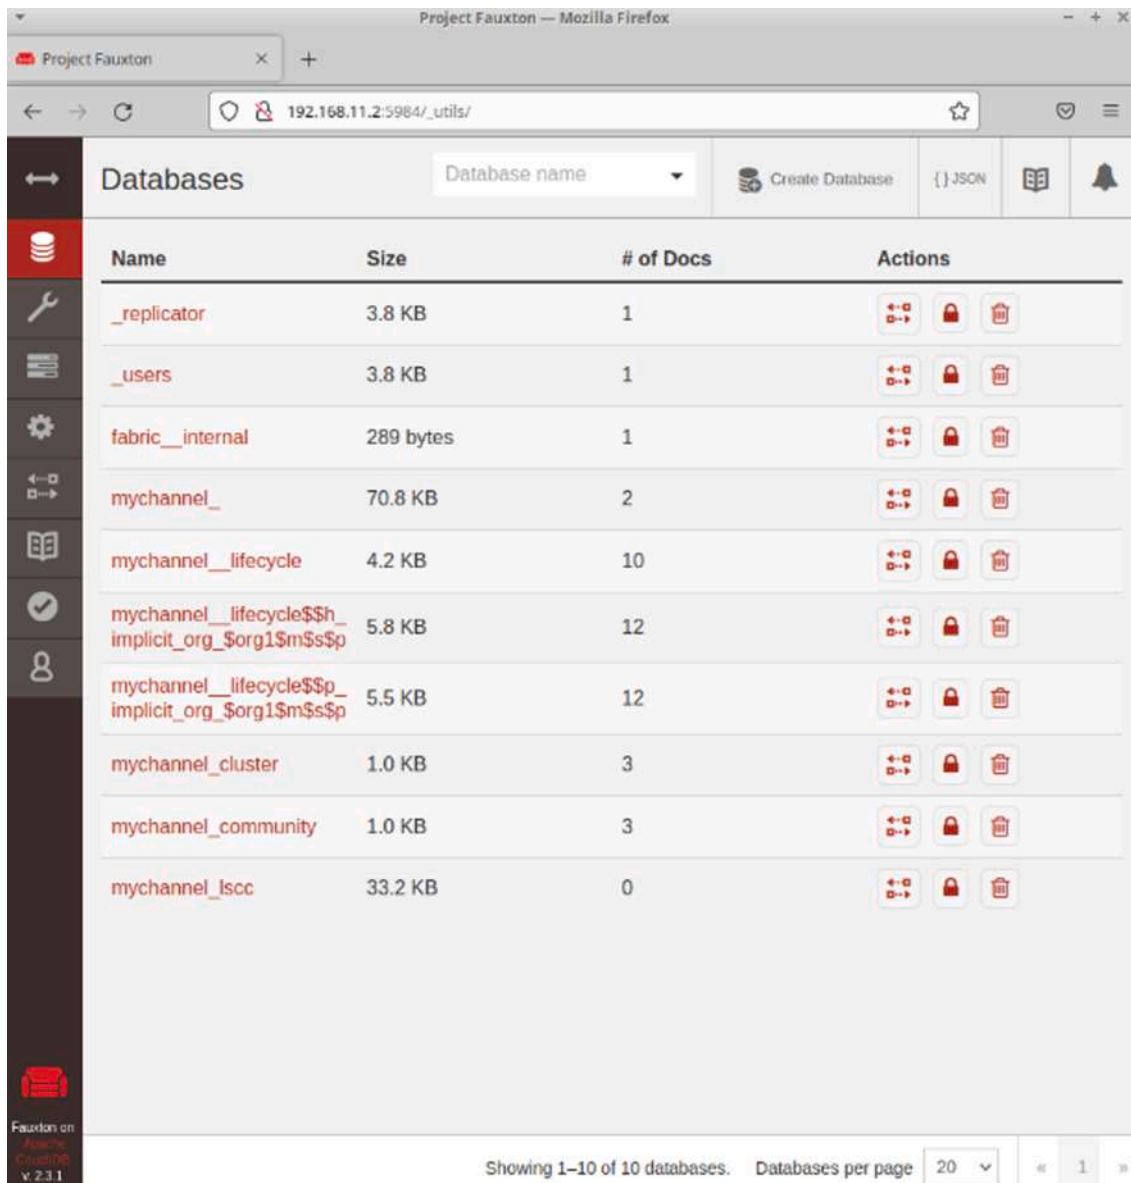 Project Fauxton — Mozilla Firefox
Project Fauxton
192.168.11.2:5984/_utils/
Databases
Database name
Create Database
{ } JSON
Name Size # of Docs Actions
_replicator 3.8 KB 1
_users 3.8 KB 1
fabric__internal 289 bytes 1
mychannel_ 70.8 KB 2
mychannel__lifecycle 4.2 KB 10
mychannel__lifecycle$$h_
implicit_org_$org1$m$s$p 5.8 KB 12
mychannel__lifecycle$$p_
implicit_org_$org1$m$s$p 5.5 KB 12
mychannel_cluster 1.0 KB 3
mychannel_community 1.0 KB 3
mychannel_lscc 33.2 KB 0
Fauxton on
Apache
CouchDB
v. 2.3.1
Showing 1–10 of 10 databases. Databases per page 20 « 1 »